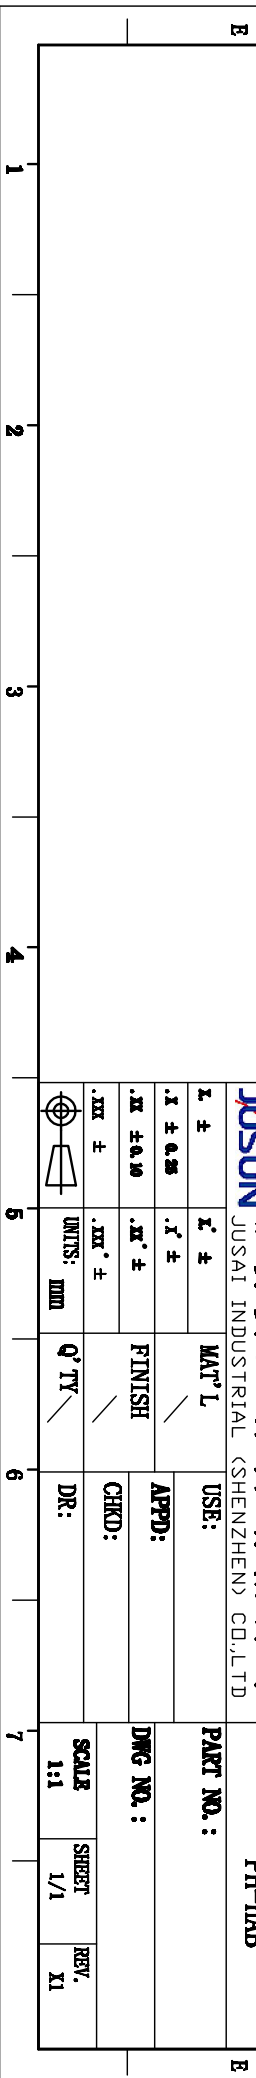 E
E
1
2
3
4
5
6
7
JUSAI INDUSTRIAL (SHENZHEN) CO.,LTD
X. ±
X.° ±
MAT'L
USE:
PART NO.:
.X ± 0.25
.X° ±
APPD:
.XX ±0.10
.XX° ±
FINISH
DWG NO.:
.XXX ±
.XXX° ±
CHKD:
UNITS: mm
Q'TY
DR:
SCALE
1:1
SHEET
1/1
REV.
X1